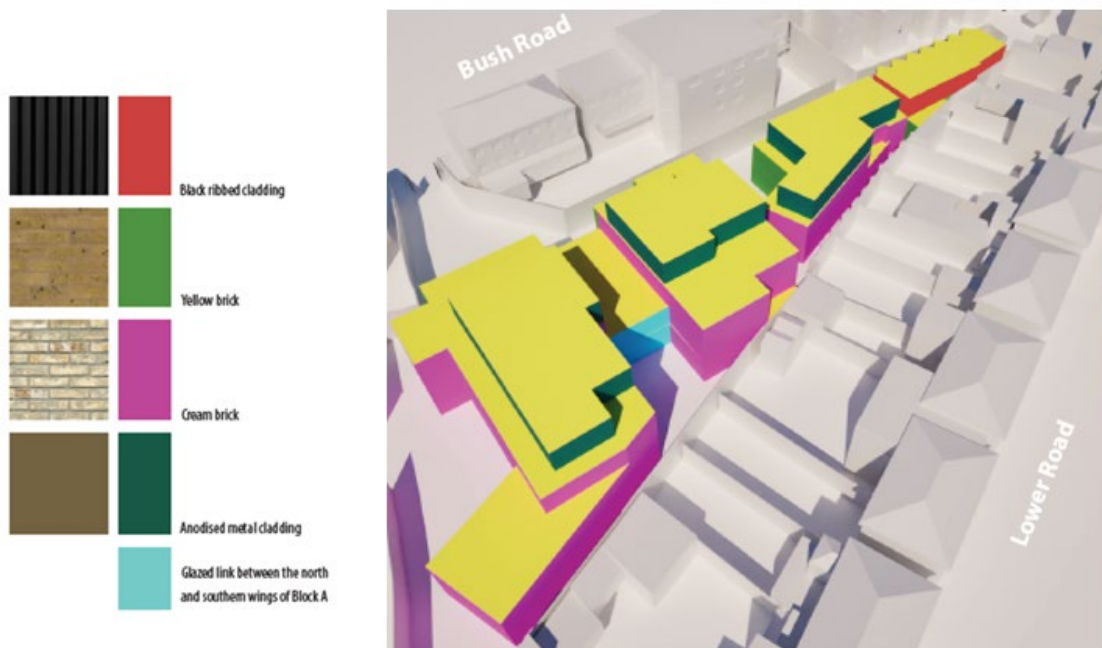 Bush Road
Black ribbed cladding
Yellow brick
Cream brick
Anodised metal cladding
Glazed link between the north
and southern wings of Block A
Lower Road